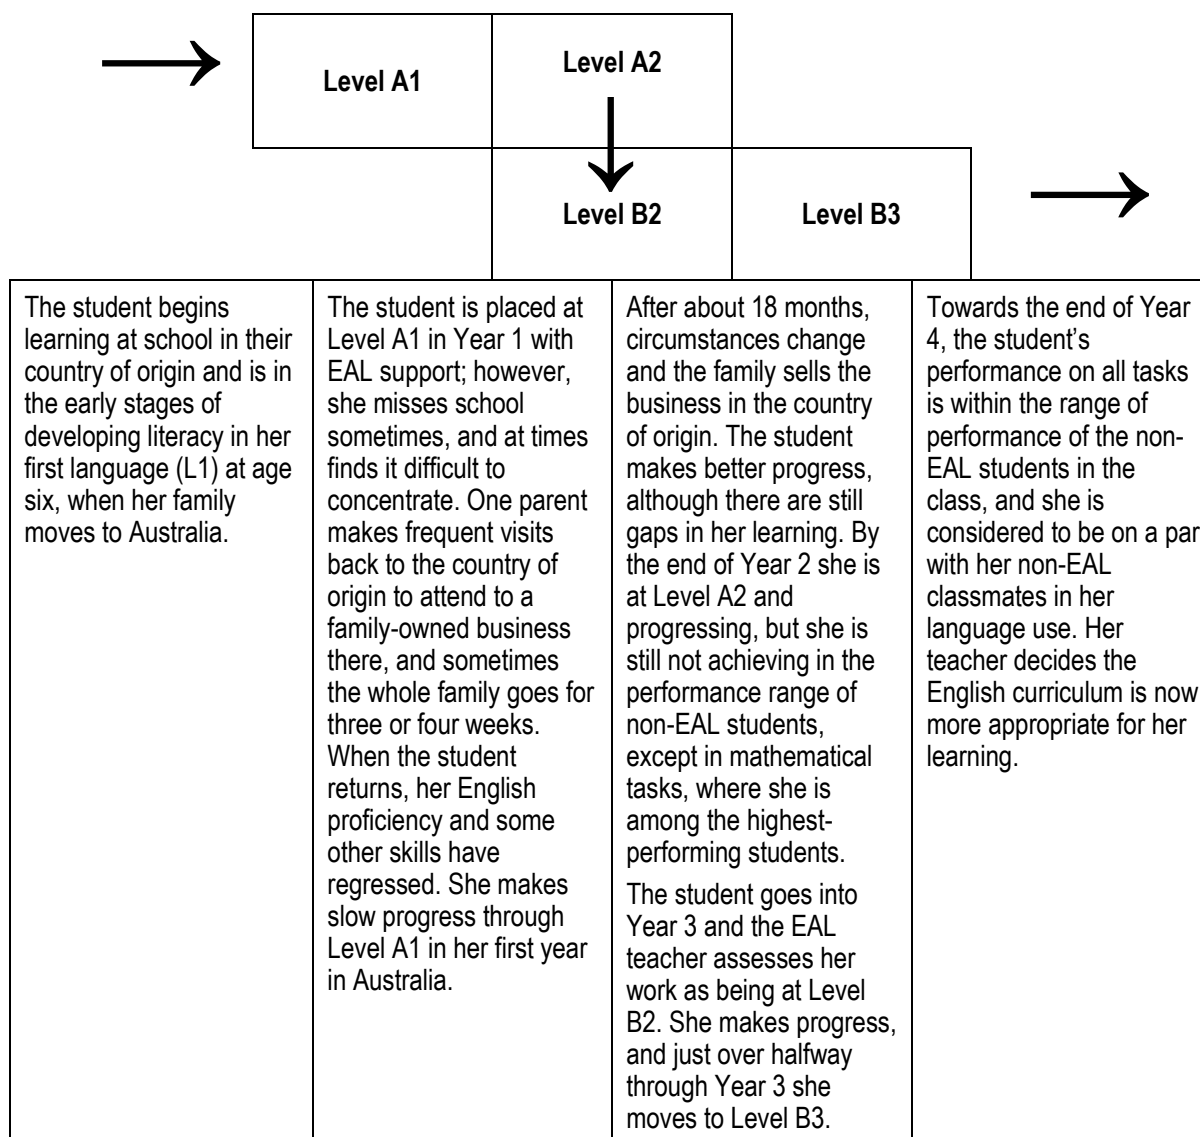 Level A1
Level A2
Level B2
Level B3
The student begins
learning at school in their
country of origin and is in
the early stages of
developing literacy in her
first language (L1) at age
six, when her family
moves to Australia.
The student is placed at
Level A1 in Year 1 with
EAL support; however,
she misses school
sometimes, and at times
finds it difficult to
concentrate. One parent
makes frequent visits
back to the country of
origin to attend to a
family-owned business
there, and sometimes
the whole family goes for
three or four weeks.
When the student
returns, her English
proficiency and some
other skills have
regressed. She makes
slow progress through
Level A1 in her first year
in Australia.
After about 18 months,
circumstances change
and the family sells the
business in the country
of origin. The student
makes better progress,
although there are still
gaps in her learning. By
the end of Year 2 she is
at Level A2 and
progressing, but she is
still not achieving in the
performance range of
non-EAL students,
except in mathematical
tasks, where she is
among the highest-
performing students.
The student goes into
Year 3 and the EAL
teacher assesses her
work as being at Level
B2. She makes progress,
and just over halfway
through Year 3 she
moves to Level B3.
Towards the end of Year
4, the student’s
performance on all tasks
is within the range of
performance of the non-
EAL students in the
class, and she is
considered to be on a par
with her non-EAL
classmates in her
language use. Her
teacher decides the
English curriculum is now
more appropriate for her
learning.